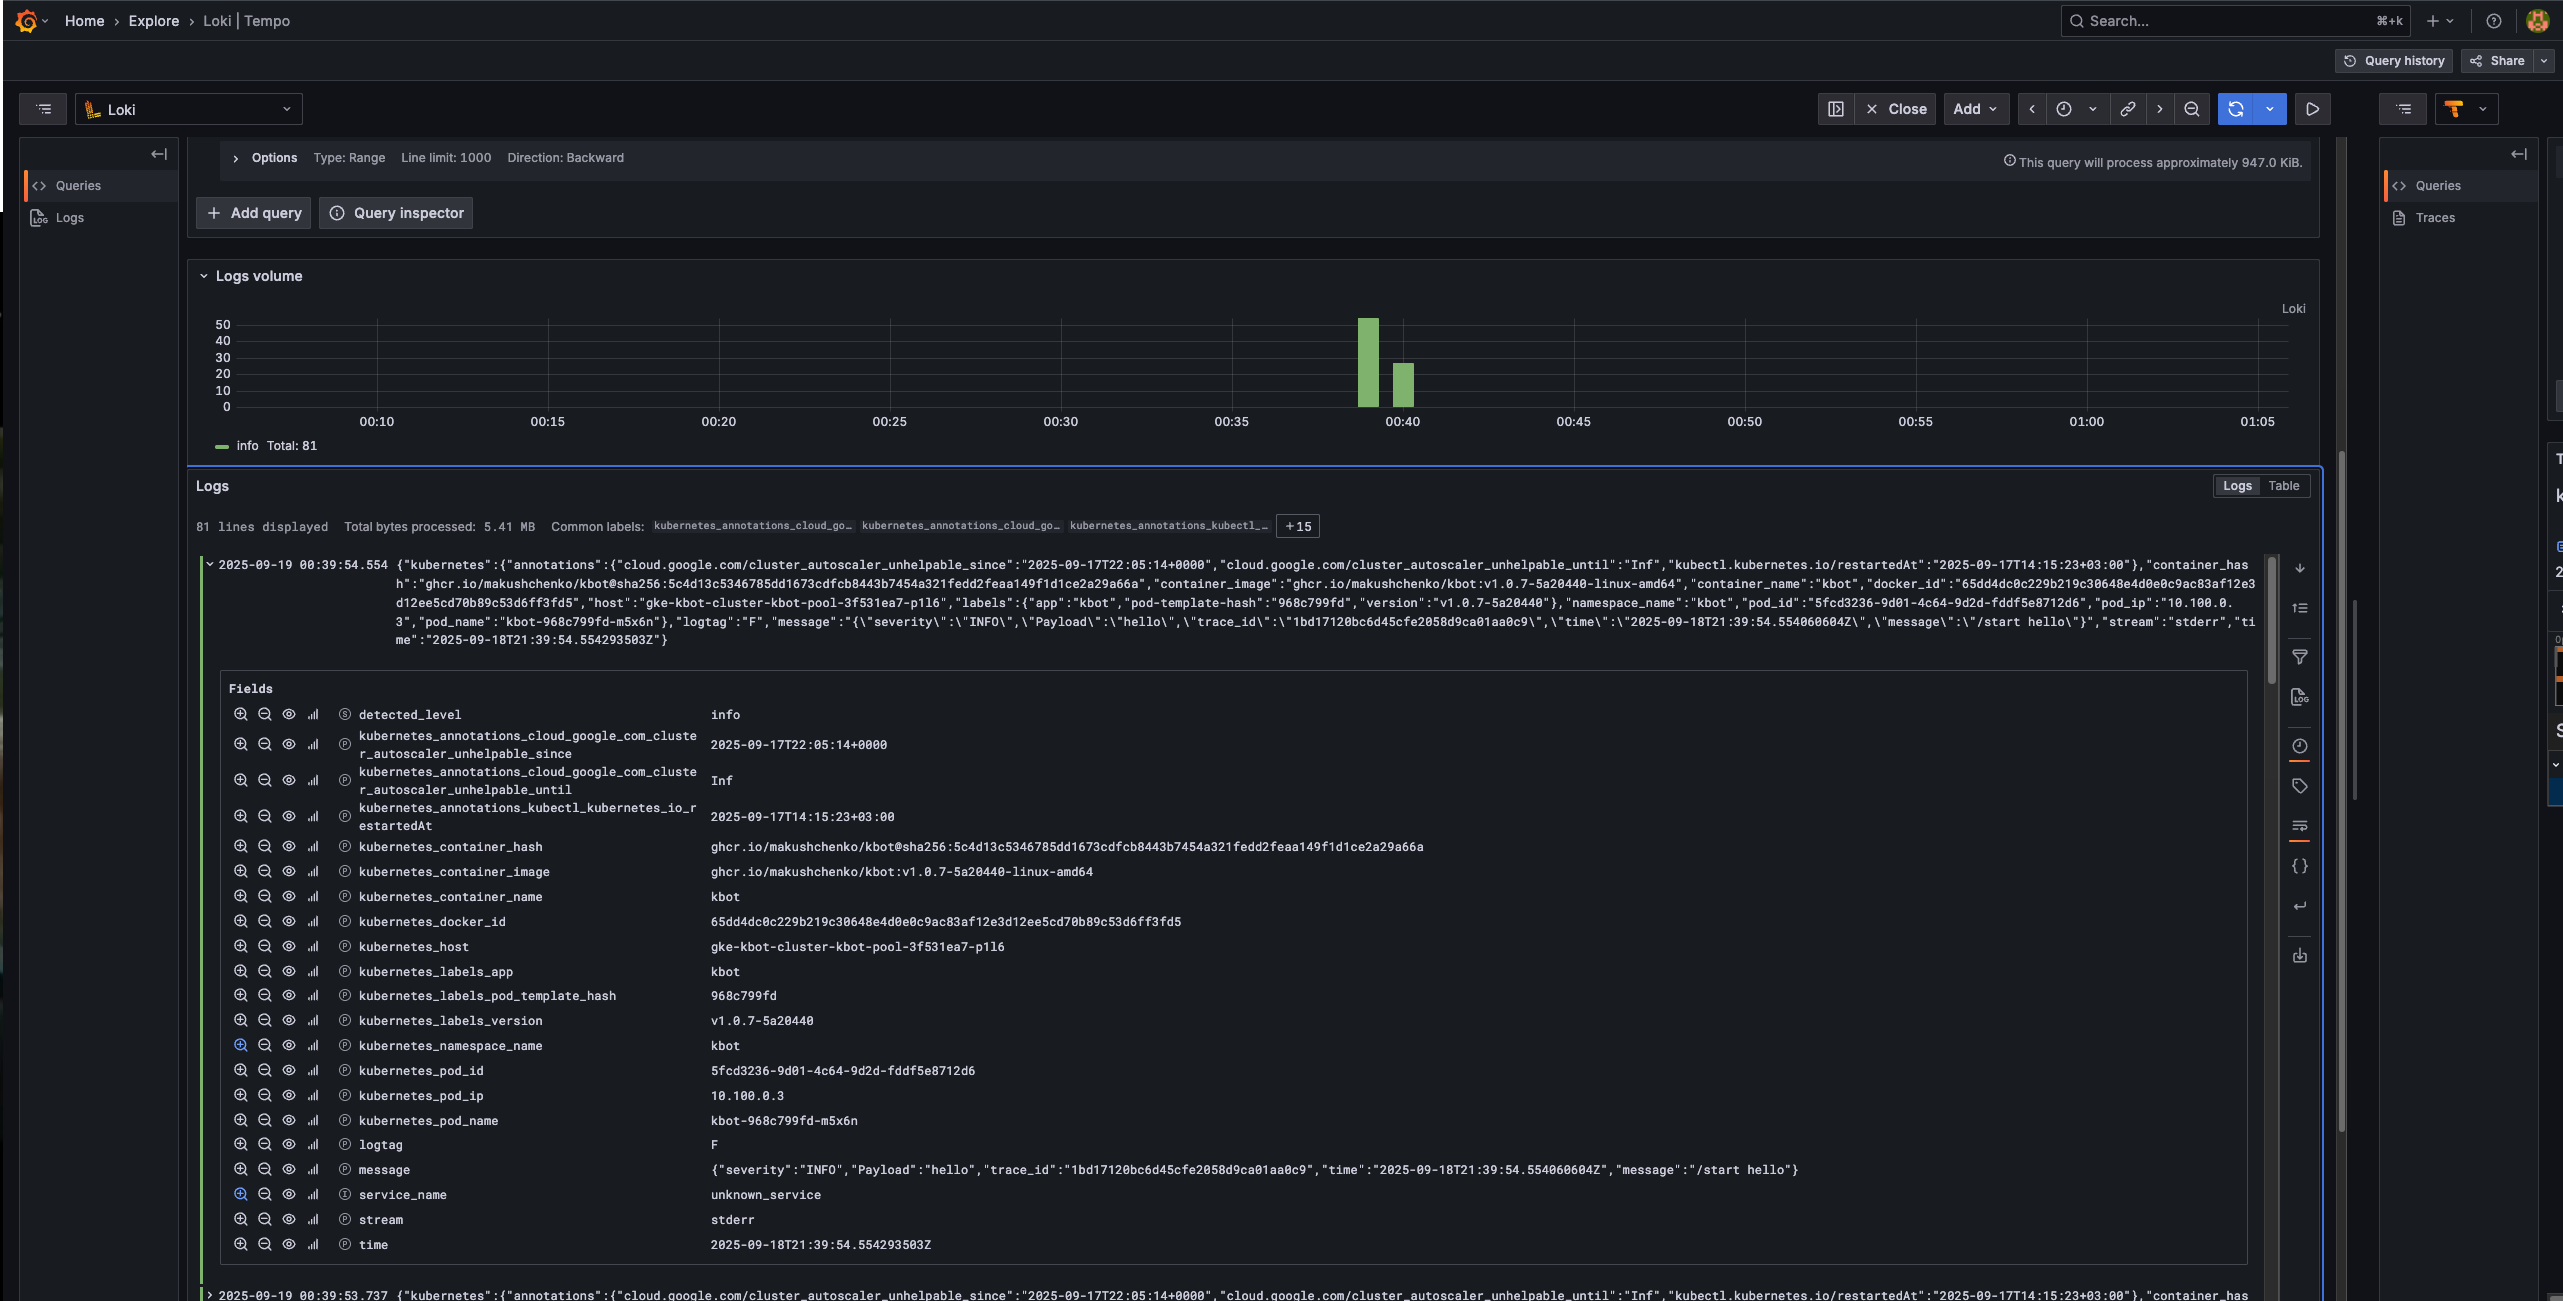 Home › Explore › Loki | Tempo
Search... ⌘+k
Query history Share
Loki
Close Add
Queries
Logs
Options Type: Range Line limit: 1000 Direction: Backward
This query will process approximately 947.0 KiB.
+ Add query Query inspector
Logs volume
Loki
50
40
30
20
10
0
00:10 00:15 00:20 00:25 00:30 00:35 00:40 00:45 00:50 00:55 01:00 01:05
info Total: 81
Logs
Logs Table
81 lines displayed Total bytes processed: 5.41 MB Common labels: kubernetes_annotations_cloud_go… kubernetes_annotations_cloud_go… kubernetes_annotations_kubectl_… +15
2025-09-19 00:39:54.554 {"kubernetes":{"annotations":{"cloud.google.com/cluster_autoscaler_unhelpable_since":"2025-09-17T22:05:14+0000","cloud.google.com/cluster_autoscaler_unhelpable_until":"Inf","kubectl.kubernetes.io/restartedAt":"2025-09-17T14:15:23+03:00"},"container_has
h":"ghcr.io/makushchenko/kbot@sha256:5c4d13c5346785dd1673cdfcb8443b7454a321fedd2feaa149f1d1ce2a29a66a","container_image":"ghcr.io/makushchenko/kbot:v1.0.7-5a20440-linux-amd64","container_name":"kbot","docker_id":"65dd4dc0c229b219c30648e4d0e0c9ac83af12e3
d12ee5cd70b89c53d6ff3fd5","host":"gke-kbot-cluster-kbot-pool-3f531ea7-p1l6","labels":{"app":"kbot","pod-template-hash":"968c799fd","version":"v1.0.7-5a20440"},"namespace_name":"kbot","pod_id":"5fcd3236-9d01-4c64-9d2d-fddf5e8712d6","pod_ip":"10.100.0.
3","pod_name":"kbot-968c799fd-m5x6n"},"logtag":"F","message":"{\"severity\":\"INFO\",\"Payload\":\"hello\",\"trace_id\":\"1bd17120bc6d45cfe2058d9ca01aa0c9\",\"time\":\"2025-09-18T21:39:54.554060604Z\",\"message\":\"/start hello\"}","stream":"stderr","ti
me":"2025-09-18T21:39:54.554293503Z"}
Fields
detected_level info
kubernetes_annotations_cloud_google_com_cluste
r_autoscaler_unhelpable_since 2025-09-17T22:05:14+0000
kubernetes_annotations_cloud_google_com_cluste
r_autoscaler_unhelpable_until Inf
kubernetes_annotations_kubectl_kubernetes_io_r
estartedAt 2025-09-17T14:15:23+03:00
kubernetes_container_hash ghcr.io/makushchenko/kbot@sha256:5c4d13c5346785dd1673cdfcb8443b7454a321fedd2feaa149f1d1ce2a29a66a
kubernetes_container_image ghcr.io/makushchenko/kbot:v1.0.7-5a20440-linux-amd64
kubernetes_container_name kbot
kubernetes_docker_id 65dd4dc0c229b219c30648e4d0e0c9ac83af12e3d12ee5cd70b89c53d6ff3fd5
kubernetes_host gke-kbot-cluster-kbot-pool-3f531ea7-p1l6
kubernetes_labels_app kbot
kubernetes_labels_pod_template_hash 968c799fd
kubernetes_labels_version v1.0.7-5a20440
kubernetes_namespace_name kbot
kubernetes_pod_id 5fcd3236-9d01-4c64-9d2d-fddf5e8712d6
kubernetes_pod_ip 10.100.0.3
kubernetes_pod_name kbot-968c799fd-m5x6n
logtag F
message {"severity":"INFO","Payload":"hello","trace_id":"1bd17120bc6d45cfe2058d9ca01aa0c9","time":"2025-09-18T21:39:54.554060604Z","message":"/start hello"}
service_name unknown_service
stream stderr
time 2025-09-18T21:39:54.554293503Z
2025-09-19 00:39:53.737 {"kubernetes":{"annotations":{"cloud.google.com/cluster_autoscaler_unhelpable_since":"2025-09-17T22:05:14+0000","cloud.google.com/cluster_autoscaler_unhelpable_until":"Inf","kubectl.kubernetes.io/restartedAt":"2025-09-17T14:15:23+03:00"},"container_has
Queries
Traces